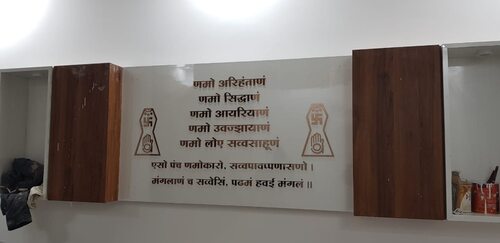 णमो अरिहंताणं
णमो सिद्धाणं
णमो आयरियाणं
णमो उवज्झायाणं
णमो लोए सव्वसाहूणं
एसो पंच णमोकारो, सव्वपावप्पणासणो।
मंगलाणं च सव्वेसिं, पढमं हवई मंगलं॥